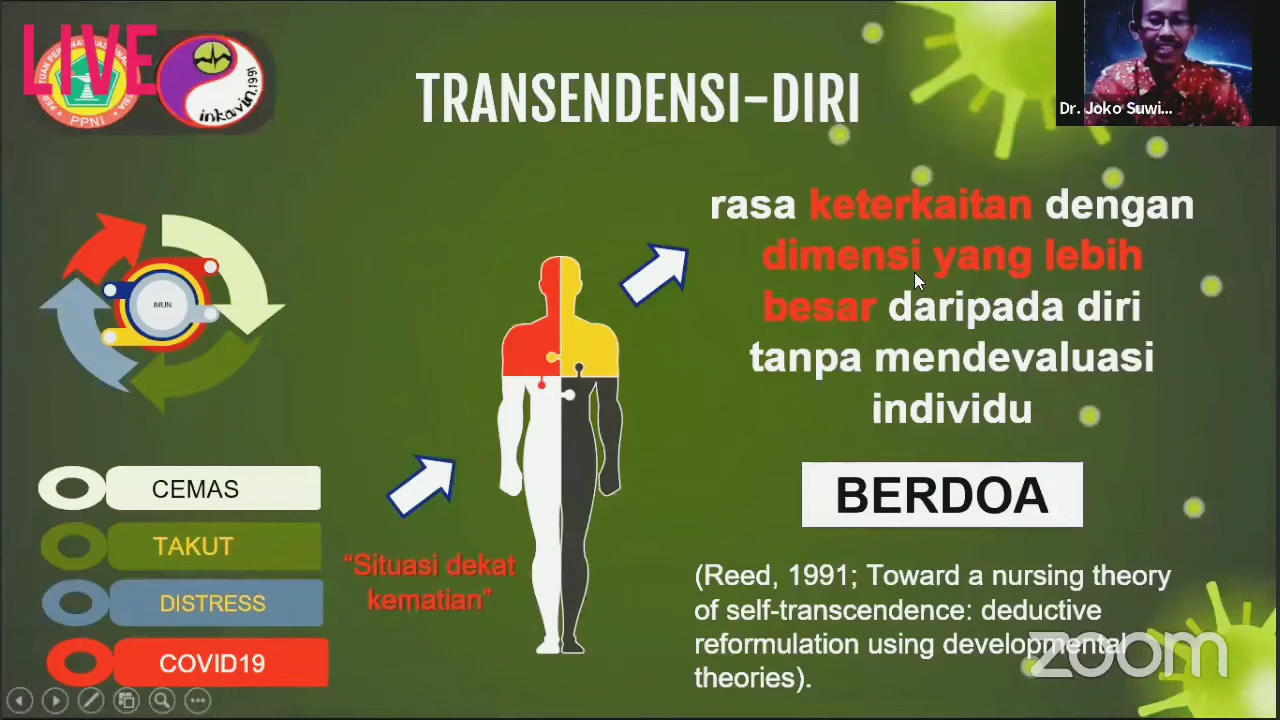 LIVE
PPNI
inkavin.1991
TRANSENDENSI-DIRI
Dr. Joko Suwi...
rasa keterkaitan dengan
dimensi yang lebih
besar daripada diri
tanpa mendevaluasi
individu
IMUN
CEMAS
TAKUT
DISTRESS
COVID19
“Situasi dekat
kematian”
BERDOA
(Reed, 1991; Toward a nursing theory
of self-transcendence: deductive
reformulation using developmental
theories).
zoom